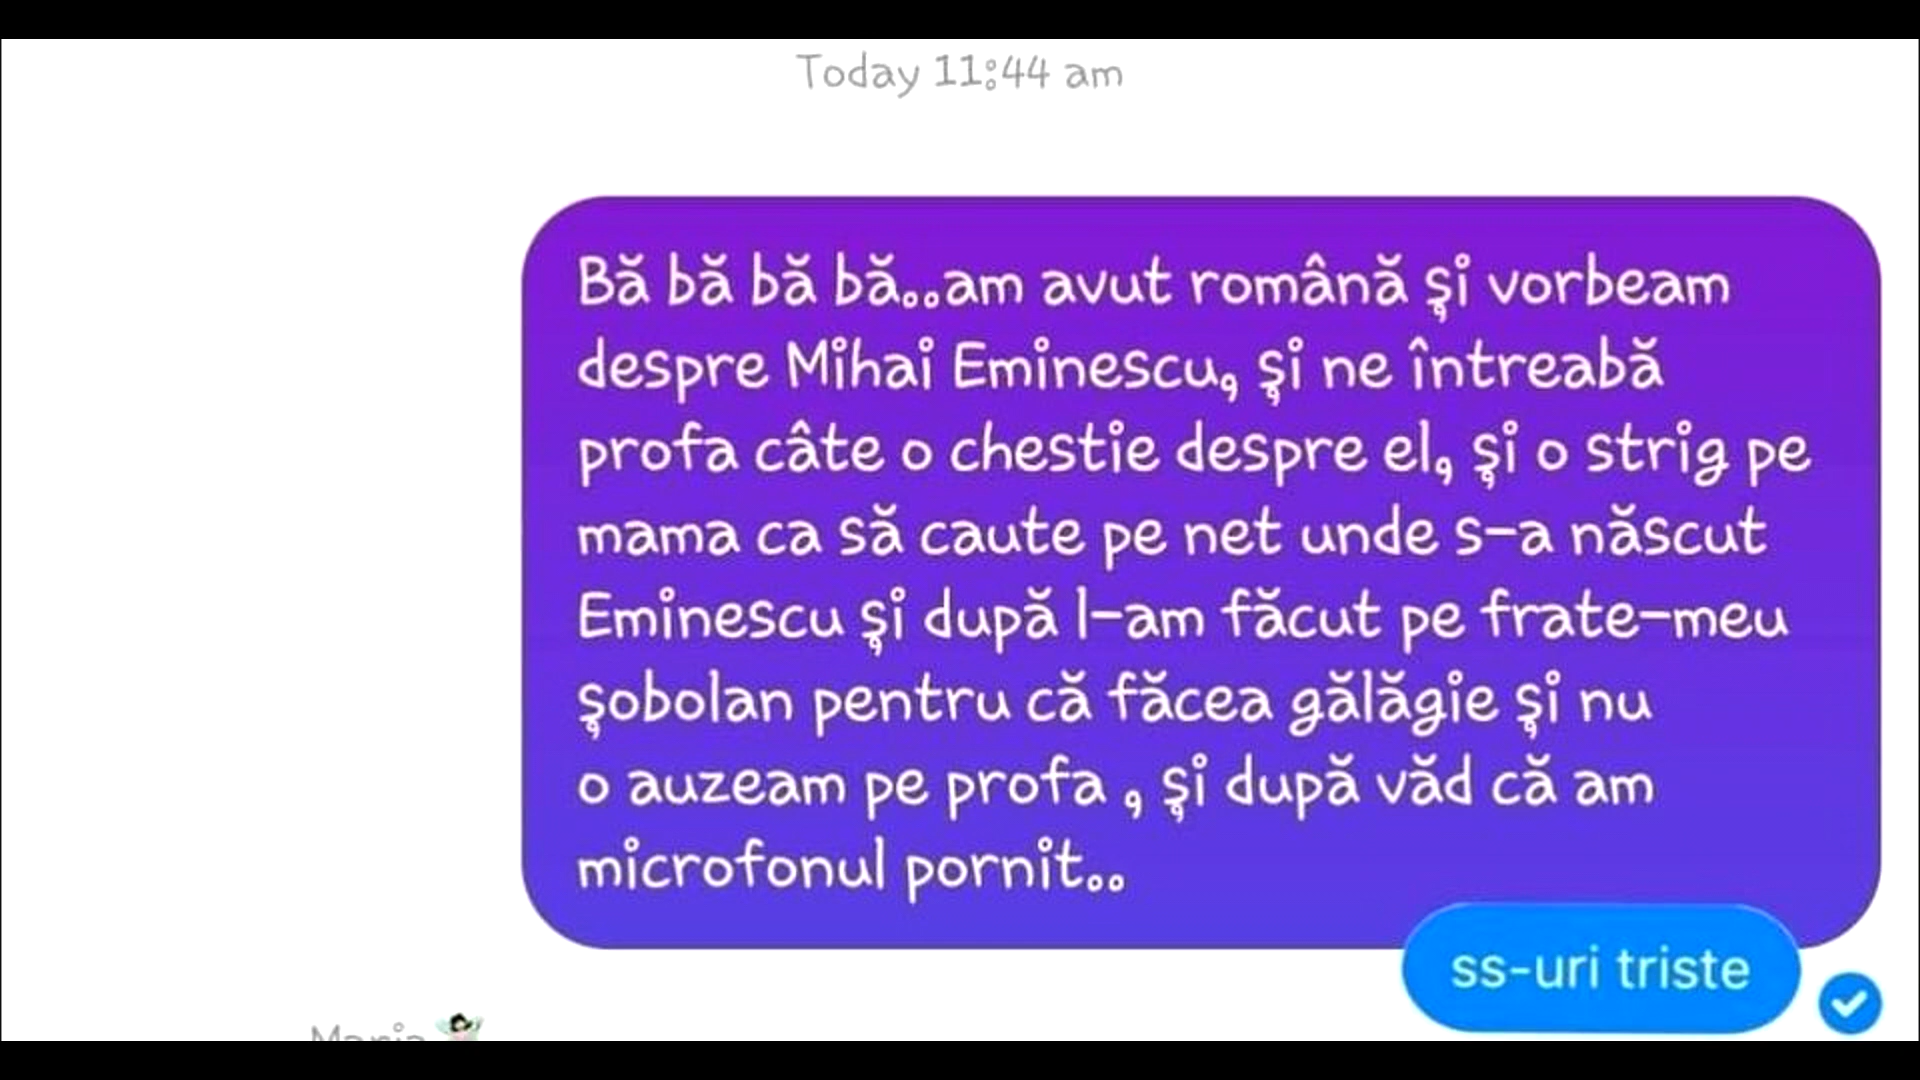 Today 11:44 am
Bă bă bă bă..am avut română și vorbeam
despre Mihai Eminescu, și ne întreabă
profa câte o chestie despre el, și o strig pe
mama ca să caute pe net unde s-a născut
Eminescu și după l-am făcut pe frate-meu
șobolan pentru că făcea gălăgie și nu
o auzeam pe profa , și după văd că am
microfonul pornit..
ss-uri triste